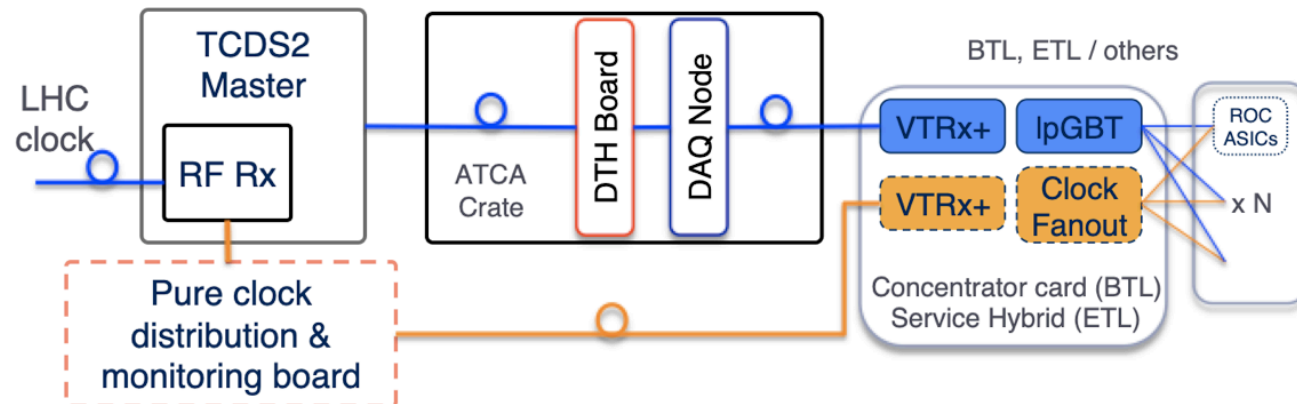 LHC
clock
TCDS2
Master
RF Rx
Pure clock
distribution &
monitoring board
ATCA
Crate
DTH Board
DAQ Node
BTL, ETL / others
VTRx+
lpGBT
VTRx+
Clock
Fanout
Concentrator card (BTL)
Service Hybrid (ETL)
ROC
ASICs
x N